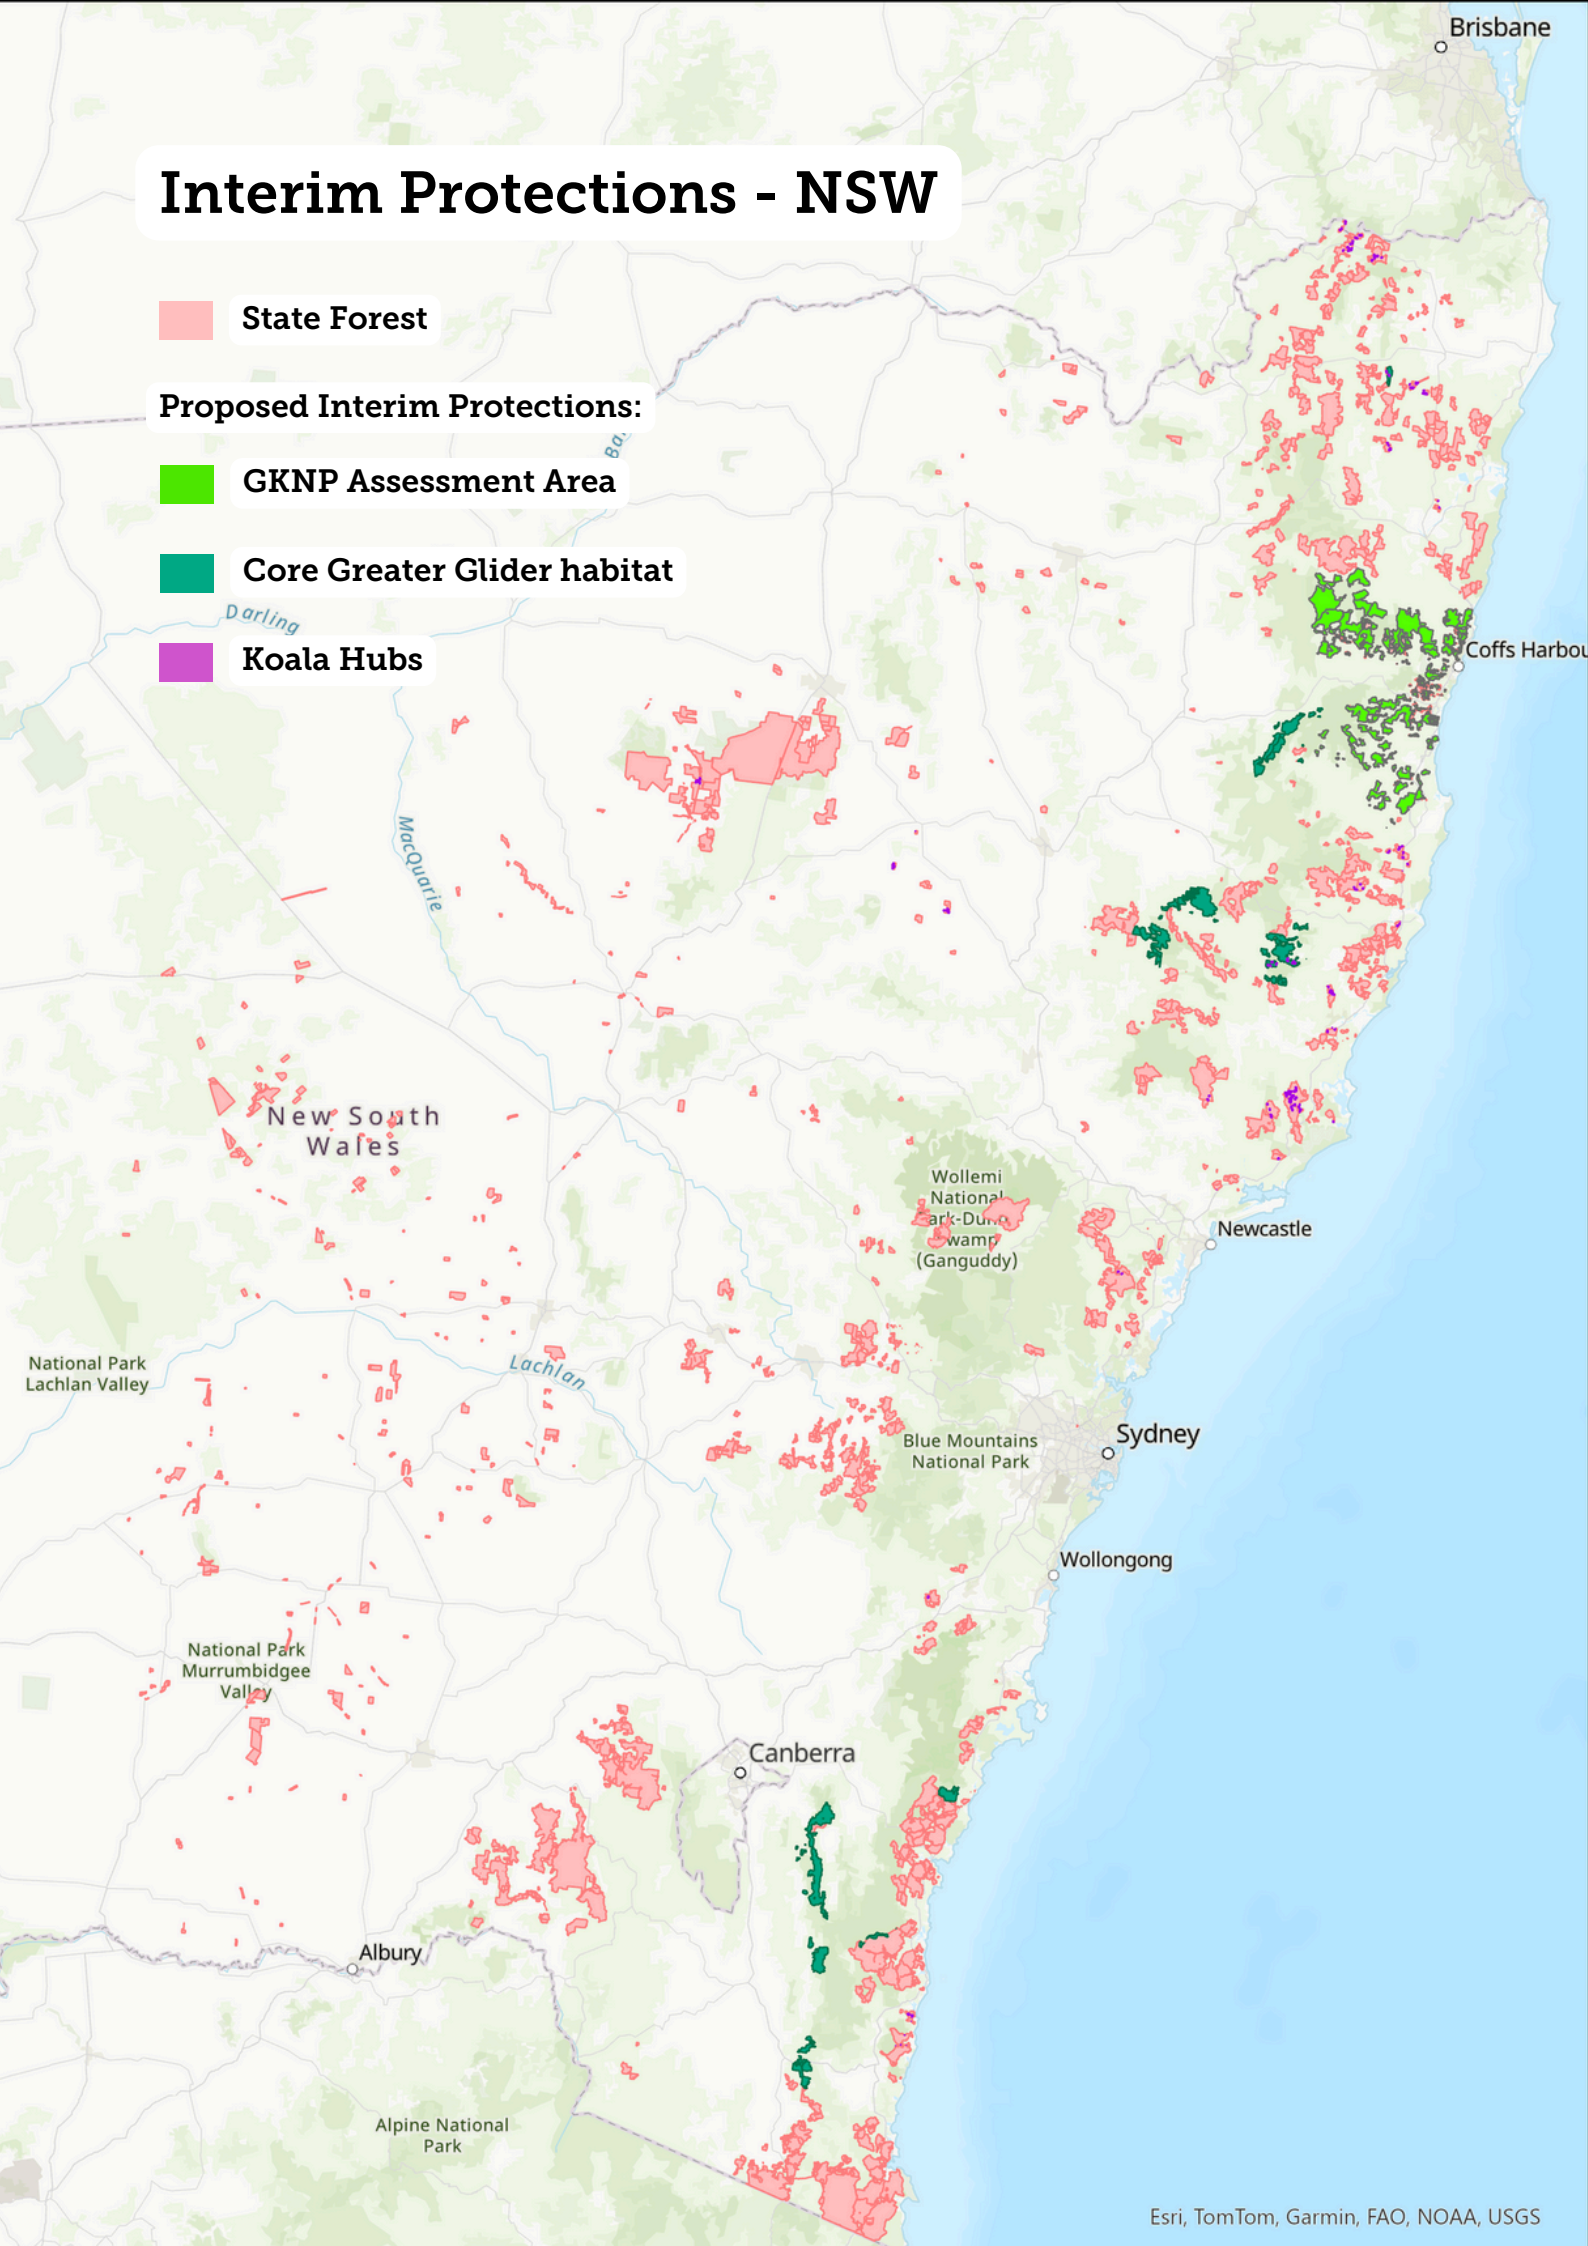 Brisbane
Interim Protections - NSW
State Forest
Proposed Interim Protections:
GKNP Assessment Area
Core Greater Glider habitat
Darling
Koala Hubs
Coffs Harbou
MacQuarie
New South
Wales
Wollemi
National
(Ganguddy)
Newcastle
National Park
Lachlan Valley
Lachlan
Sydney
Blue Mountains
National Park
Wollongong
National Park
Murrumbidgee
Valley
Canberra
Albury
Alpine National
Park
Esri, TomTom, Garmin, FAO, NOAA, USGS